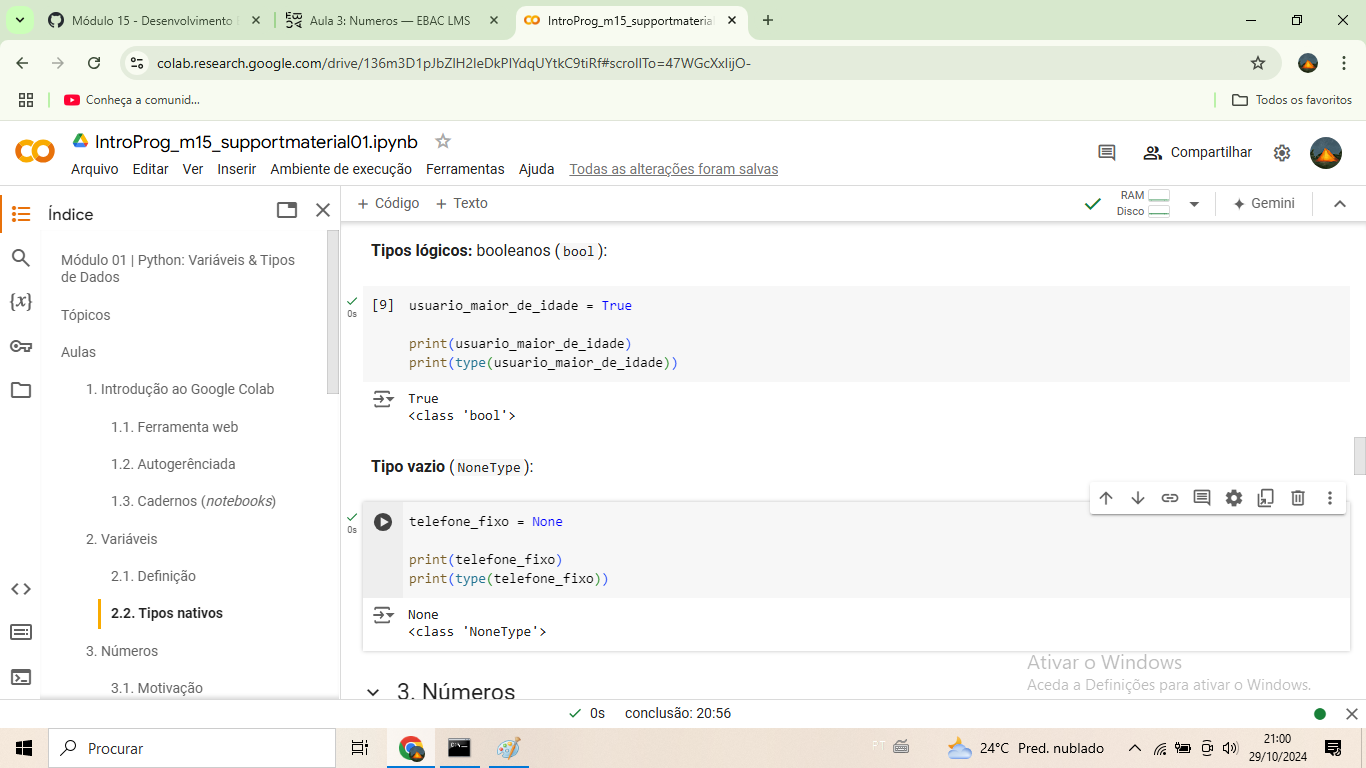 Módulo 15 - Desenvolvimento
Aula 3: Numeros — EBAC LMS
IntroProg_m15_supportmaterial
colab.research.google.com/drive/136m3D1pJbZlH2IeDkPlYdqUYtkC9tiRf#scrollTo=47WGcXxIijO-
Conheça a comunid...
Todos os favoritos
IntroProg_m15_supportmaterial01.ipynb
Arquivo Editar Ver Inserir Ambiente de execução Ferramentas Ajuda Todas as alterações foram salvas
Compartilhar
Índice
+ Código + Texto
RAM
Disco
Gemini
Módulo 01 | Python: Variáveis & Tipos
de Dados
Tópicos
Aulas
1. Introdução ao Google Colab
1.1. Ferramenta web
1.2. Autogerênciada
1.3. Cadernos (notebooks)
2. Variáveis
2.1. Definição
2.2. Tipos nativos
3. Números
3.1. Motivação
Tipos lógicos: booleanos (bool):
[9] usuario_maior_de_idade = True
0s
print(usuario_maior_de_idade)
print(type(usuario_maior_de_idade))
True
<class 'bool'>
Tipo vazio (NoneType):
telefone_fixo = None
0s
print(telefone_fixo)
print(type(telefone_fixo))
None
<class 'NoneType'>
3. Números
Ativar o Windows
Aceda a Definições para ativar o Windows.
0s conclusão: 20:56
Procurar
PT
24°C Pred. nublado
21:00
29/10/2024